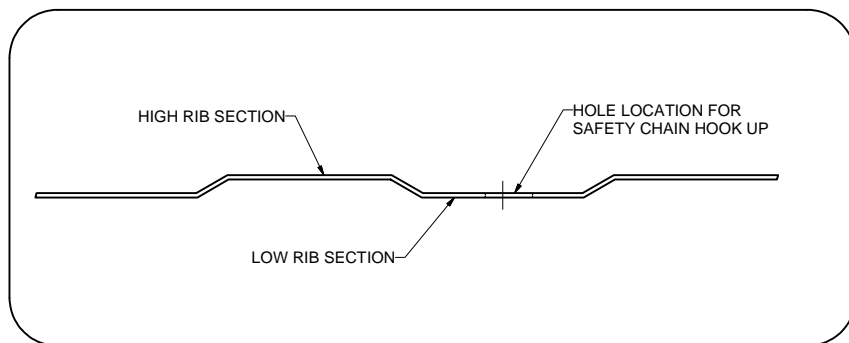 HIGH RIB SECTION
HOLE LOCATION FOR
SAFETY CHAIN HOOK UP
LOW RIB SECTION